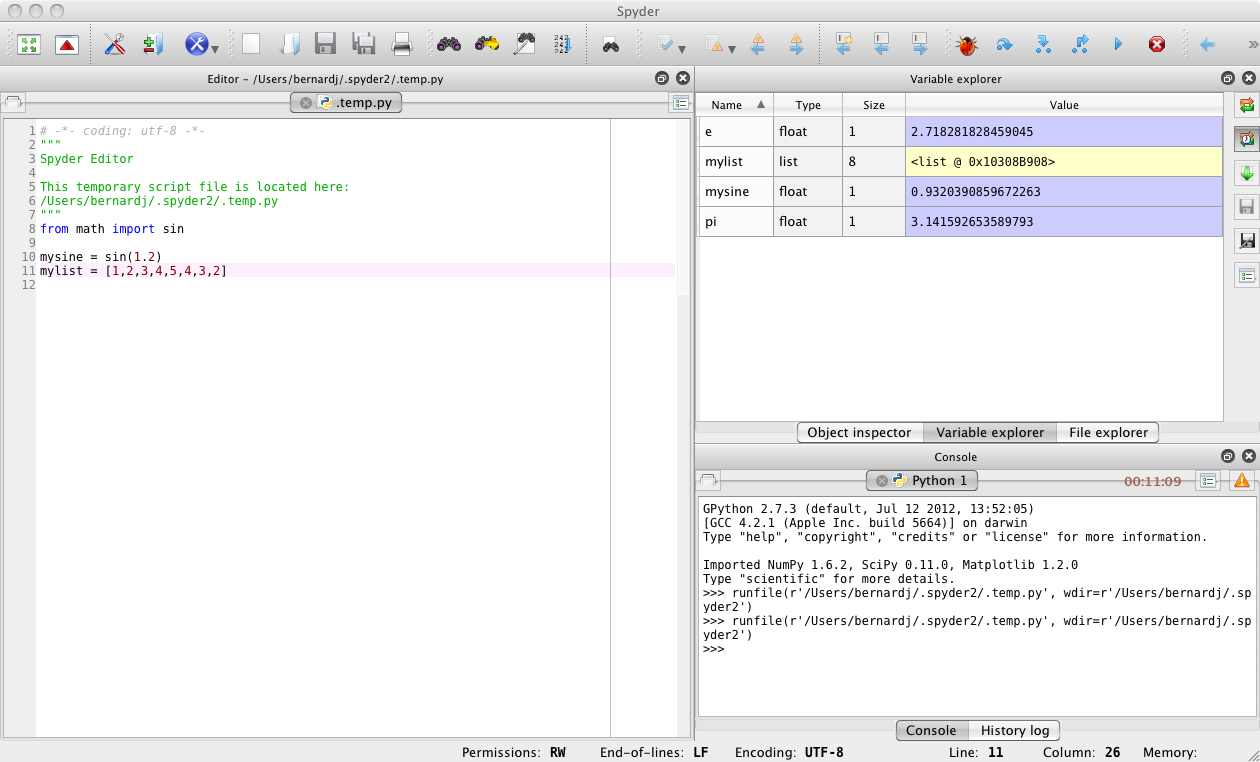 Spyder
Editor – /Users/bernardj/.spyder2/.temp.py
.temp.py
1 # -*- coding: utf-8 -*-
2 """
3 Spyder Editor
4
5 This temporary script file is located here:
6 /Users/bernardj/.spyder2/.temp.py
7 """
8 from math import sin
9
10 mysine = sin(1.2)
11 mylist = [1,2,3,4,5,4,3,2]
12
Variable explorer
Name Type Size Value
e float 1 2.718281828459045
mylist list 8 <list @ 0x10308B908>
mysine float 1 0.9320390859672263
pi float 1 3.141592653589793
Object inspector Variable explorer File explorer
Console
Python 1 00:11:09
GPython 2.7.3 (default, Jul 12 2012, 13:52:05)
[GCC 4.2.1 (Apple Inc. build 5664)] on darwin
Type "help", "copyright", "credits" or "license" for more information.
Imported NumPy 1.6.2, SciPy 0.11.0, Matplotlib 1.2.0
Type "scientific" for more details.
>>> runfile(r'/Users/bernardj/.spyder2/.temp.py', wdir=r'/Users/bernardj/.sp
yder2')
>>> runfile(r'/Users/bernardj/.spyder2/.temp.py', wdir=r'/Users/bernardj/.sp
yder2')
>>>
Console History log
Permissions: RW End-of-lines: LF Encoding: UTF-8 Line: 11 Column: 26 Memory: